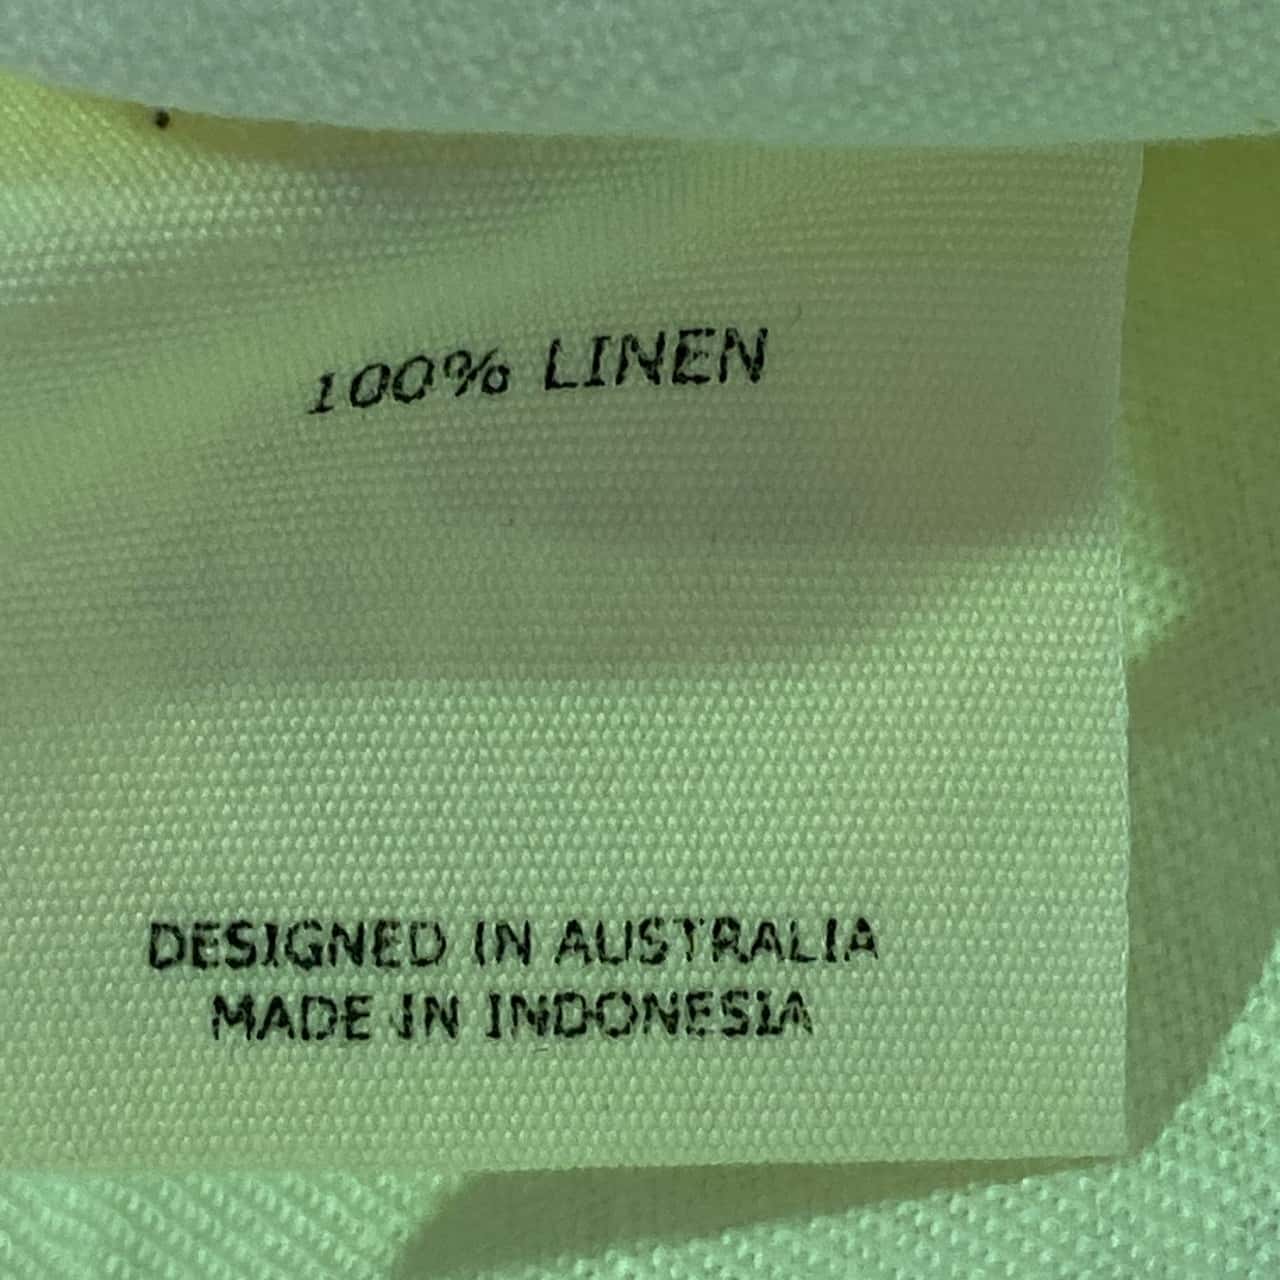 100% LINEN
DESIGNED IN AUSTRALIA
MADE IN INDONESIA